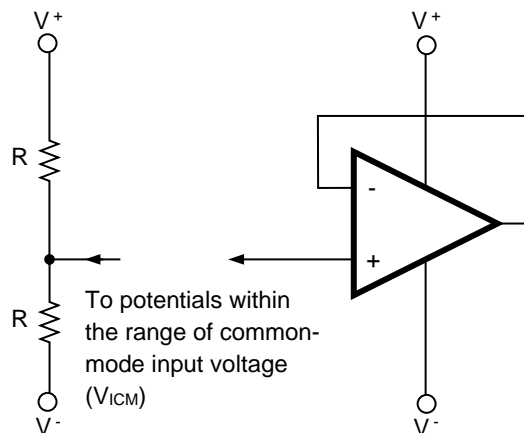 V+
V+
R
-
+
R
To potentials within
the range of common-
mode input voltage
(VICM)
V-
V-